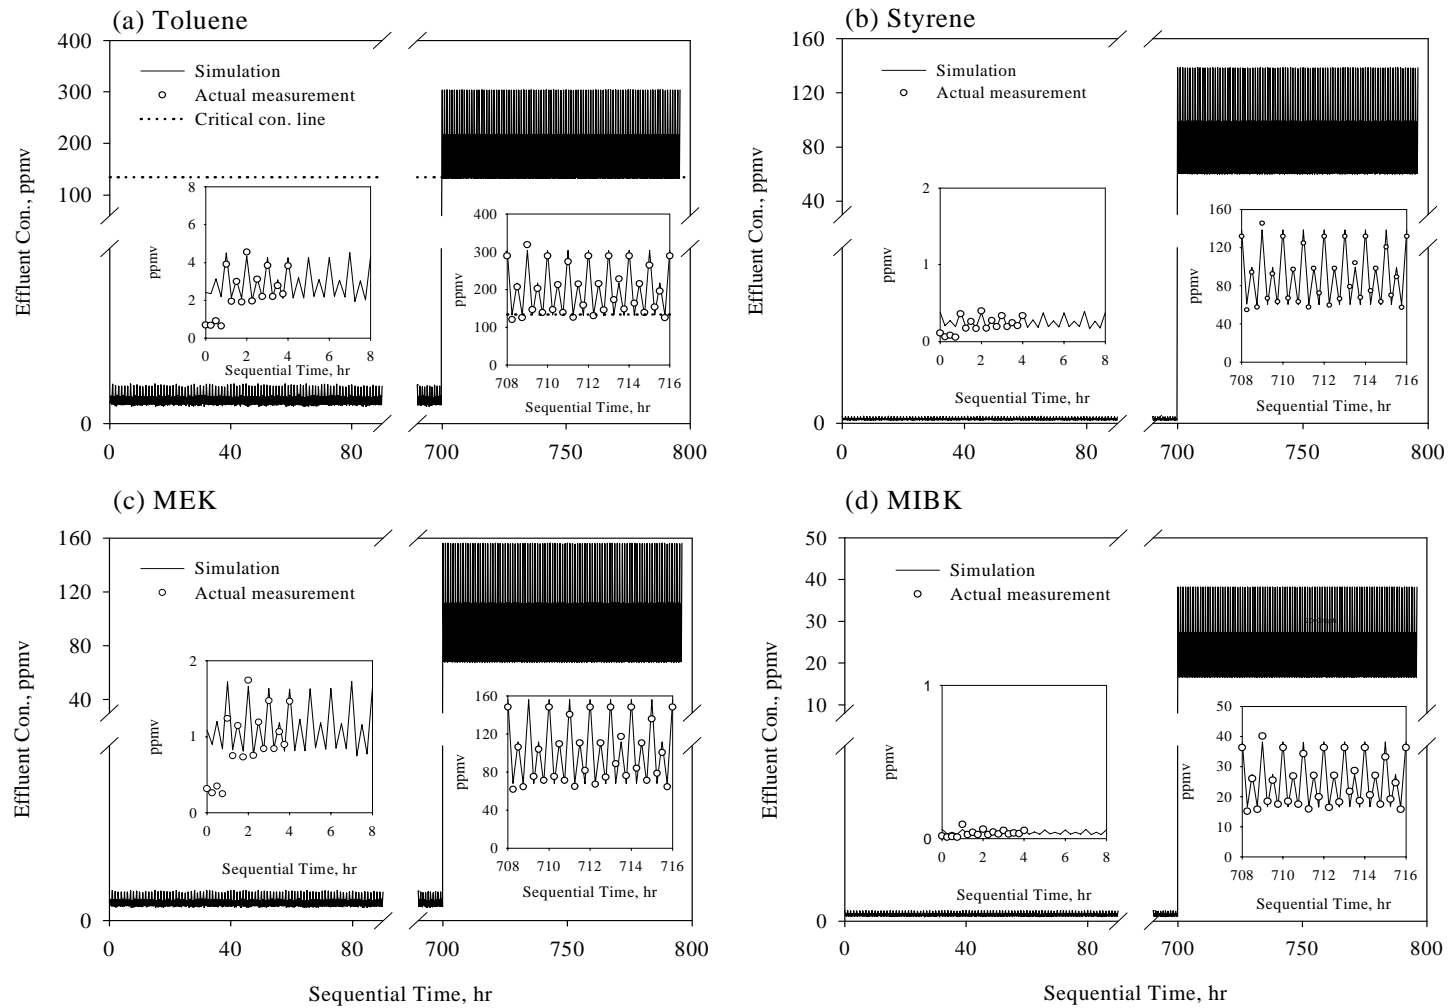 (a) Toluene
400
300
200
100
0
Effluent Con., ppmv
Simulation
Actual measurement
Critical con. line
8
6
4
2
0
ppmv
0 2 4 6 8
Sequential Time, hr
400
300
200
100
0
ppmv
708 710 712 714 716
Sequential Time, hr
0 40 80 700 750 800
(b) Styrene
160
120
80
40
0
Effluent Con., ppmv
Simulation
Actual measurement
2
1
0
ppmv
0 2 4 6 8
Sequential Time, hr
160
120
80
40
0
ppmv
708 710 712 714 716
Sequential Time, hr
0 40 80 700 750 800
(c) MEK
160
120
80
40
0
Effluent Con., ppmv
Simulation
Actual measurement
2
1
0
ppmv
0 2 4 6 8
Sequential Time, hr
160
120
80
40
0
ppmv
708 710 712 714 716
Sequential Time, hr
0 40 80 700 750 800
Sequential Time, hr
(d) MIBK
50
40
30
20
10
0
Effluent Con., ppmv
Simulation
Actual measurement
1
0
ppmv
0 2 4 6 8
Sequential Time, hr
50
40
30
20
10
0
ppmv
708 710 712 714 716
Sequential Time, hr
0 40 80 700 750 800
Sequential Time, hr